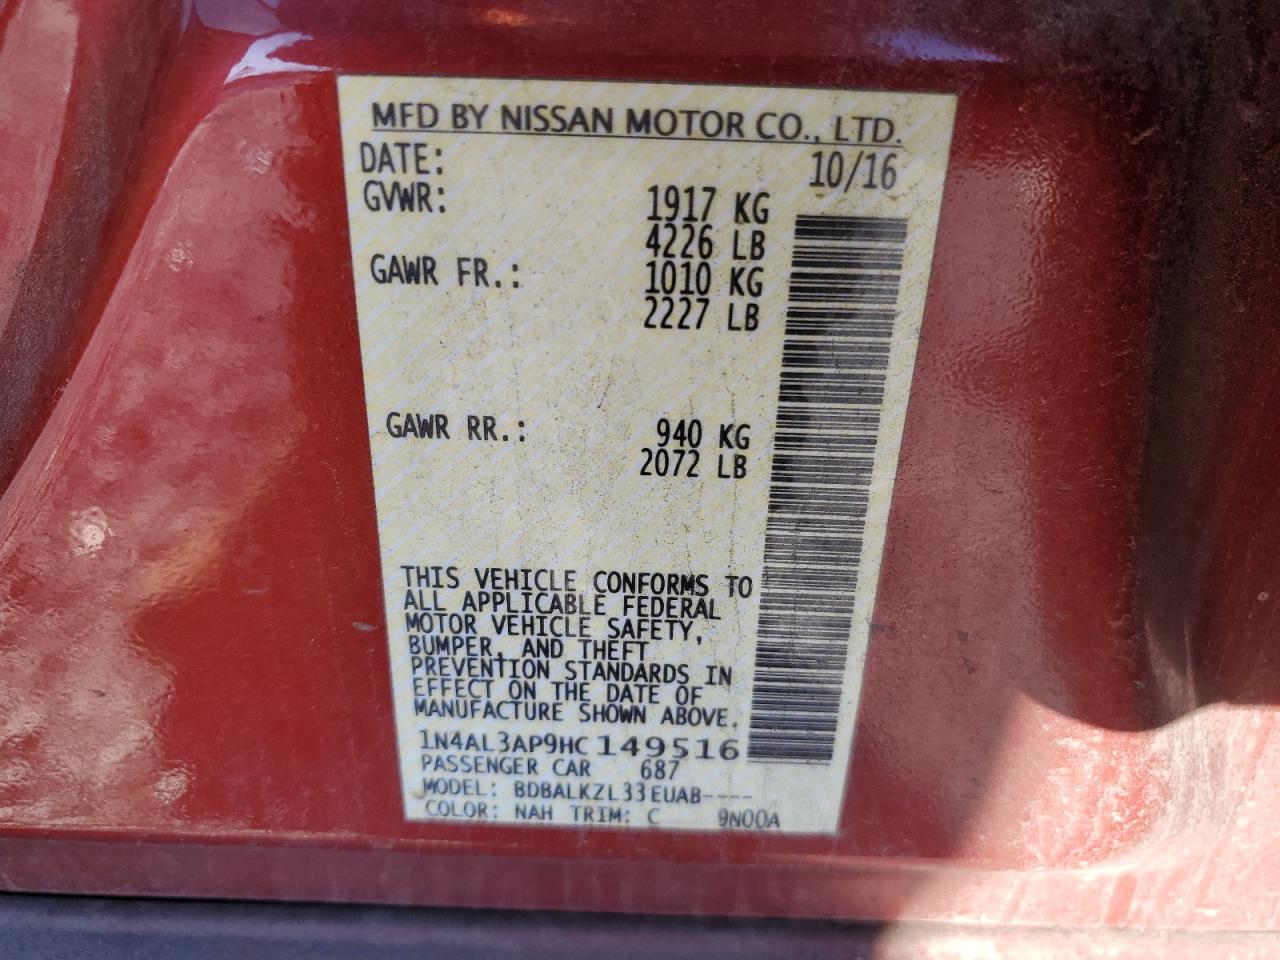 MFD BY NISSAN MOTOR CO., LTD.
DATE: 10/16
GVWR: 1917 KG
4226 LB
GAWR FR.: 1010 KG
2227 LB
GAWR RR.: 940 KG
2072 LB
THIS VEHICLE CONFORMS TO
ALL APPLICABLE FEDERAL
MOTOR VEHICLE SAFETY,
BUMPER, AND THEFT
PREVENTION STANDARDS IN
EFFECT ON THE DATE OF
MANUFACTURE SHOWN ABOVE.
1N4AL3AP9HC149516
PASSENGER CAR 687
MODEL: BDBALKZL33EUAB----
COLOR: NAH TRIM: C 9N00A